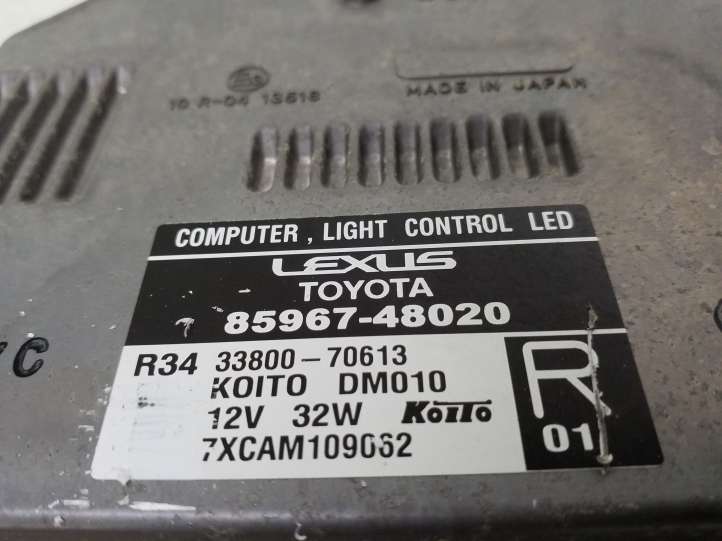 10 R-04 13618
MADE IN JAPAN
COMPUTER , LIGHT CONTROL LED
LEXUS
TOYOTA
85967-48020
R34 33800-70613
KOITO DM010
12V 32W KOITO
7XCAM109062
R
01